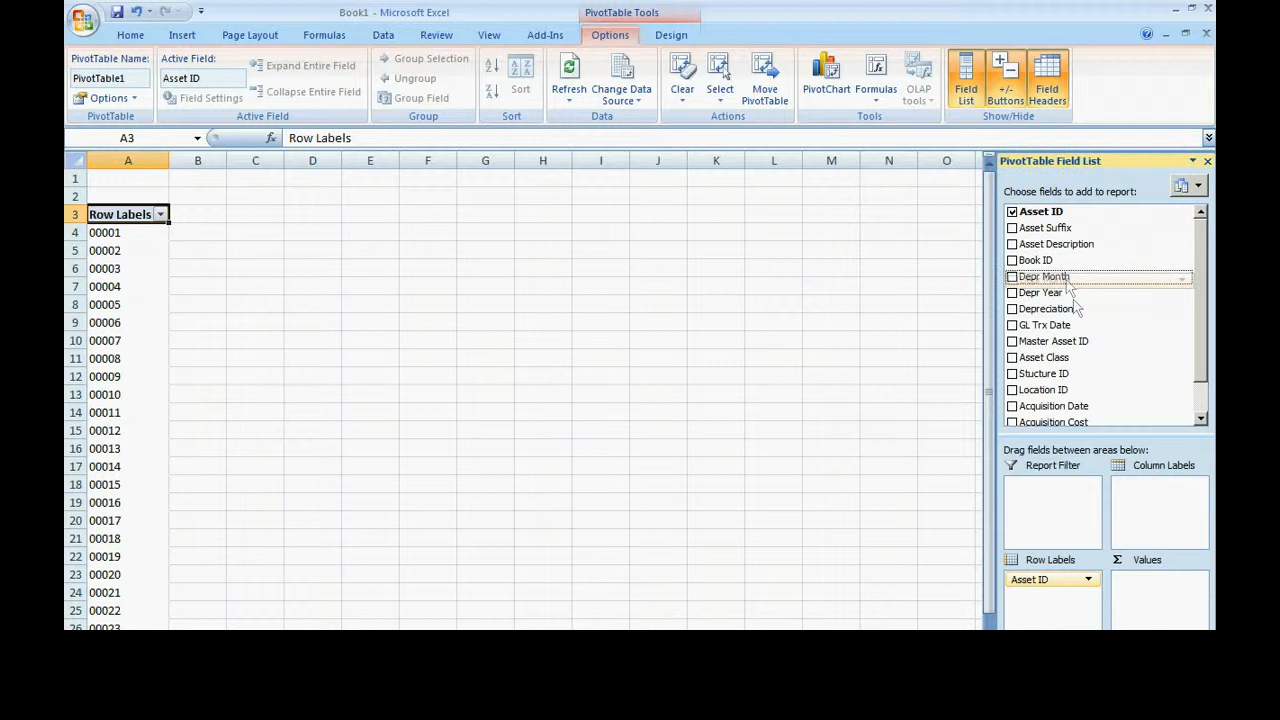 Book1 - Microsoft Excel
PivotTable Tools
Home Insert Page Layout Formulas Data Review View Add-Ins Options Design
PivotTable Name:
PivotTable1
Options
PivotTable
Active Field:
Asset ID
Field Settings
Expand Entire Field
Collapse Entire Field
Active Field
Group Selection
Ungroup
Group Field
Group
Sort
Sort
Refresh
Change Data Source
Data
Clear
Select
Move PivotTable
Actions
PivotChart
Formulas
OLAP tools
Tools
Field List
+/- Buttons
Field Headers
Show/Hide
A3
fx
Row Labels
A B C D E F G H I J K L M N O
1
2
3 Row Labels
4 00001
5 00002
6 00003
7 00004
8 00005
9 00006
10 00007
11 00008
12 00009
13 00010
14 00011
15 00012
16 00013
17 00014
18 00015
19 00016
20 00017
21 00018
22 00019
23 00020
24 00021
25 00022
26 00023
PivotTable Field List
Choose fields to add to report:
Asset ID
Asset Suffix
Asset Description
Book ID
Depr Month
Depr Year
Depreciation
GL Trx Date
Master Asset ID
Asset Class
Stucture ID
Location ID
Acquisition Date
Acquisition Cost
Drag fields between areas below:
Report Filter
Column Labels
Row Labels
Σ Values
Asset ID